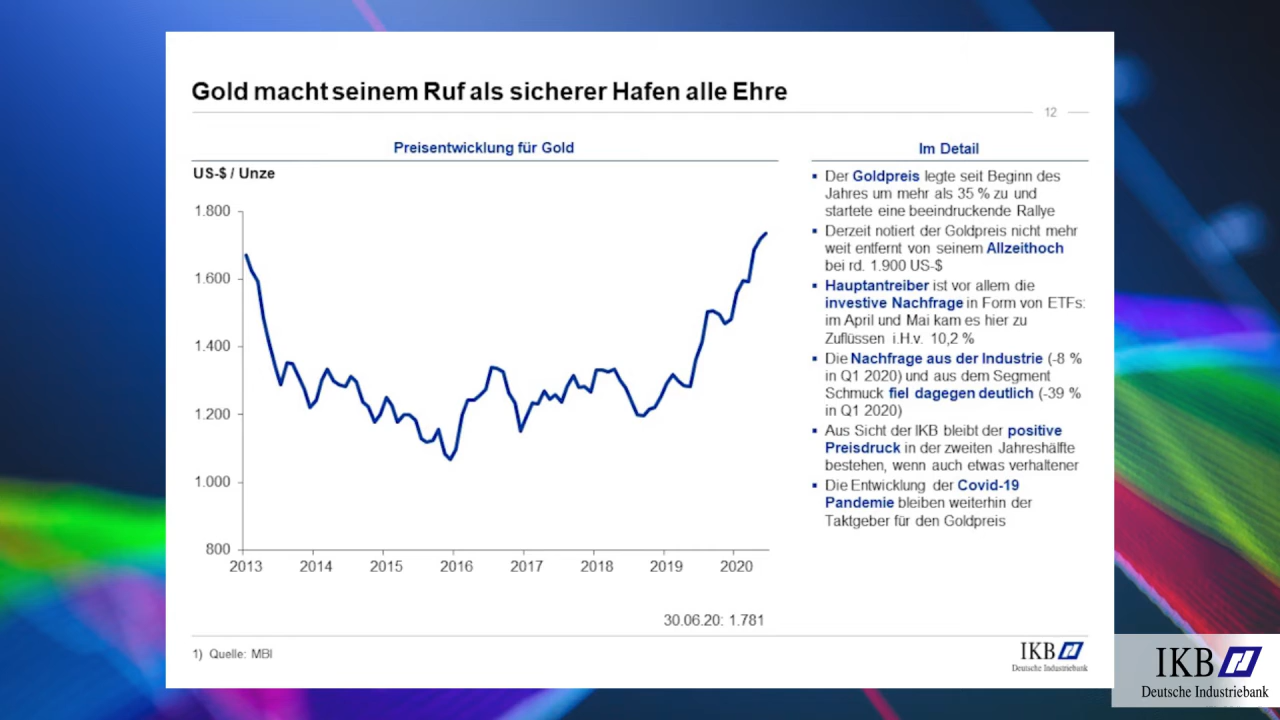 Gold macht seinem Ruf als sicherer Hafen alle Ehre
12
Preisentwicklung für Gold
US-$ / Unze
1.800
1.600
1.400
1.200
1.000
800
2013 2014 2015 2016 2017 2018 2019 2020
30.06.20: 1.781
Im Detail
▪ Der Goldpreis legte seit Beginn des
Jahres um mehr als 35 % zu und
startete eine beeindruckende Rallye
▪ Derzeit notiert der Goldpreis nicht mehr
weit entfernt von seinem Allzeithoch
bei rd. 1.900 US-$
▪ Hauptantreiber ist vor allem die
investive Nachfrage in Form von ETFs:
im April und Mai kam es hier zu
Zuflüssen i.H.v. 10,2 %
▪ Die Nachfrage aus der Industrie (-8 %
in Q1 2020) und aus dem Segment
Schmuck fiel dagegen deutlich (-39 %
in Q1 2020)
▪ Aus Sicht der IKB bleibt der positive
Preisdruck in der zweiten Jahreshälfte
bestehen, wenn auch etwas verhaltener
▪ Die Entwicklung der Covid-19
Pandemie bleiben weiterhin der
Taktgeber für den Goldpreis
1) Quelle: MBI
IKB
Deutsche Industriebank
IKB
Deutsche Industriebank